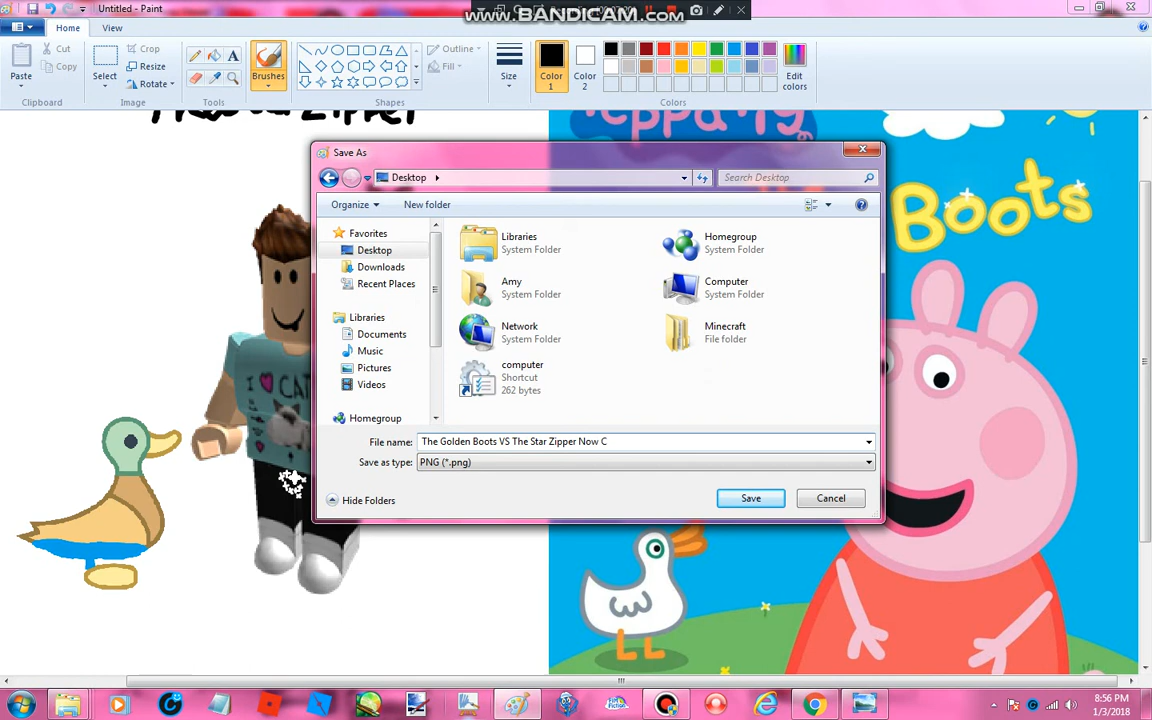 Untitled - Paint
www.BANDICAM.com
Home
View
Paste
Cut
Copy
Clipboard
Select
Crop
Resize
Rotate
Image
A
Tools
Brushes
Outline
Fill
Shapes
Size
Color
1
Color
2
Edit
colors
Colors
Zipper
Boots
I
CA
Save As
Desktop
Search Desktop
Organize
New folder
Favorites
Desktop
Downloads
Recent Places
Libraries
Documents
Music
Pictures
Videos
Homegroup
Libraries
System Folder
Homegroup
System Folder
Amy
System Folder
Computer
System Folder
Network
System Folder
Minecraft
File folder
computer
Shortcut
262 bytes
File name:
The Golden Boots VS The Star Zipper Now C
Save as type:
PNG (*.png)
Hide Folders
Save
Cancel
8:56 PM
1/3/2018